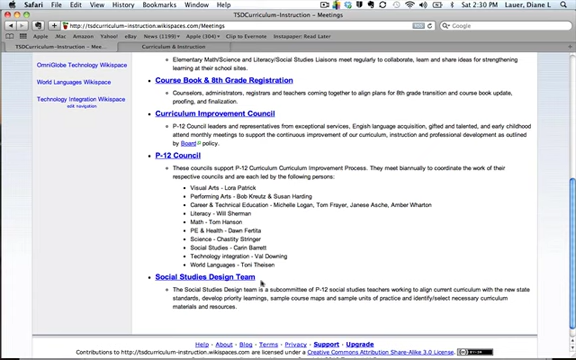 Safari File Edit View History Bookmarks Window Help
Sat 2:30 PM Lauer, Diane L
TSDCurriculum-Instruction - Meetings
http://tsdcurriculum-instruction.wikispaces.com/Meetings
Google
Apple Amazon Yahoo! eBay News (1199) Apple (304) Clip to Evernote Instapaper: Read Later
TSDCurriculum-Instruction - Mee...
Curriculum & Instruction
OmniGlobe Technology Wikispace
World Languages Wikispace
Technology Integration Wikispace
edit navigation
Elementary Math/Science and Literacy/Social Studies Liaisons meet regularly to collaborate, learn and share ideas for strengthening
learning at their school sites.
Course Book & 8th Grade Registration
Counselors, administrators, registrars and teachers coming together to align plans for 8th grade transition and course book update,
proofing, and finalization.
Curriculum Improvement Council
P-12 Council leaders and representatives from exceptional services, Engish language acquisition, gifted and talented, and early childhood
attend monthly meetings to support the continuous improvement of our curriculum, instruction and professional development as outlined
by Board policy.
P-12 Council
These councils support P-12 Curriculum Curriculum Improvement Process. They meet biannually to coordinate the work of their
respective councils and are each led by the following persons:
Visual Arts - Lora Patrick
Performing Arts - Bob Kreutz & Susan Harding
Career & Technical Education - Michelle Logan, Tom Frayer, Janese Asche, Amber Wharton
Literacy - Will Sherman
Math - Tom Hanson
PE & Health - Dawn Fertita
Science - Chastity Stringer
Social Studies - Carin Barrett
Technology integration - Val Downing
World Languages - Toni Theisen
Social Studies Design Team
The Social Studies Design Team is a subcommittee of P-12 social studies teachers working to align current curriculum with the new state
standards, develop priority learnings, sample course maps and sample units of practice and identify/select necessary curriculum
materials and resources.
Help · About · Blog · Terms · Privacy · Support · Upgrade
Contributions to http://tsdcurriculum-instruction.wikispaces.com/ are licensed under a Creative Commons Attribution Share-Alike 3.0 License.